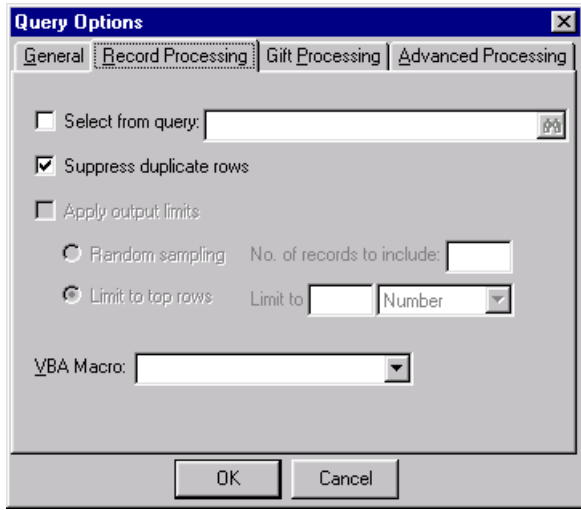 Query Options
General Record Processing Gift Processing Advanced Processing
Select from query:
Suppress duplicate rows
Apply output limits
Random sampling No. of records to include:
Limit to top rows Limit to Number
VBA Macro:
OK Cancel